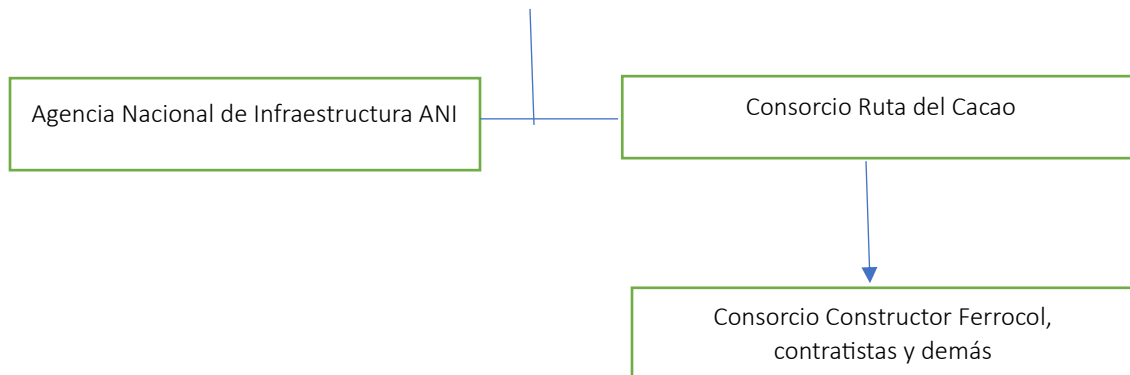 Agencia Nacional de Infraestructura ANI
Consorcio Ruta del Cacao
Consorcio Constructor Ferrocol,
contratistas y demás